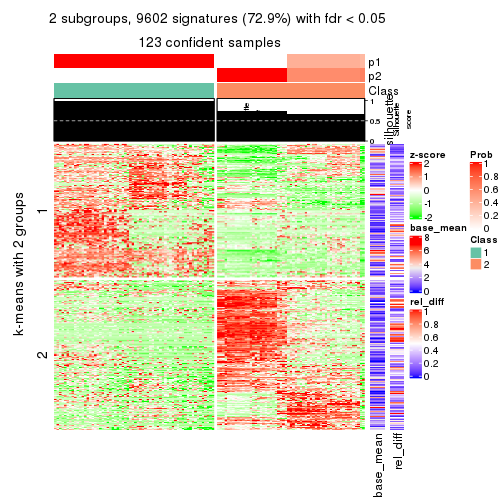 2 subgroups, 9602 signatures (72.9%) with fdr < 0.05
123 confident samples
p1
p2
Class
1
0.5
0
silhouette
Silhouette
score
k-means with 2 groups
1
2
base_mean
rel_diff
z-score
2
1
0
-1
-2
base_mean
8
6
4
2
0
rel_diff
1
0.8
0.6
0.4
0.2
0
Prob
1
0.8
0.6
0.4
0.2
0
Class
1
2